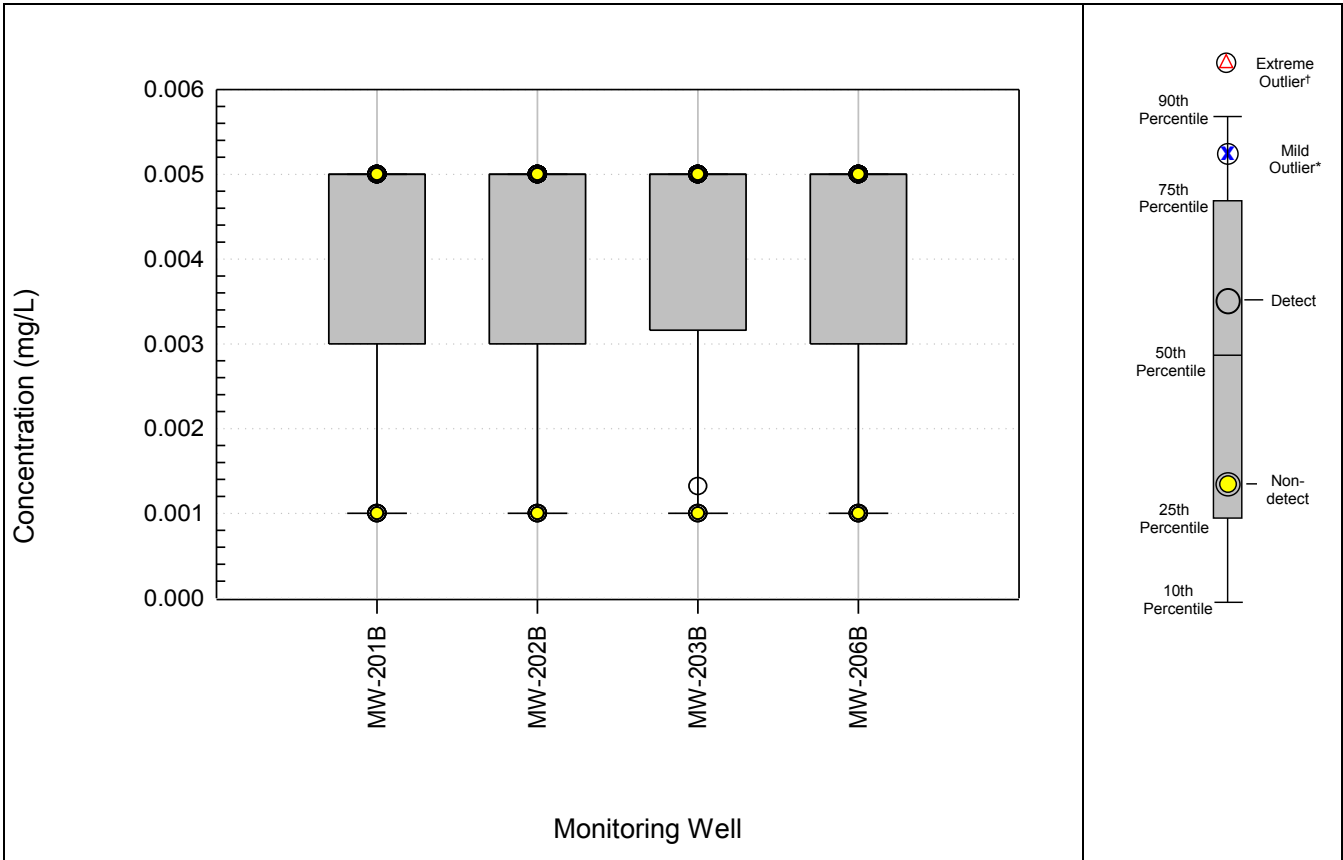 Concentration (mg/L)
0.006
0.005
0.004
0.003
0.002
0.001
0.000
MW-201B
MW-202B
MW-203B
MW-206B
Monitoring Well
Extreme
Outlier†
90th
Percentile
Mild
Outlier*
75th
Percentile
Detect
50th
Percentile
Non-
detect
25th
Percentile
10th
Percentile